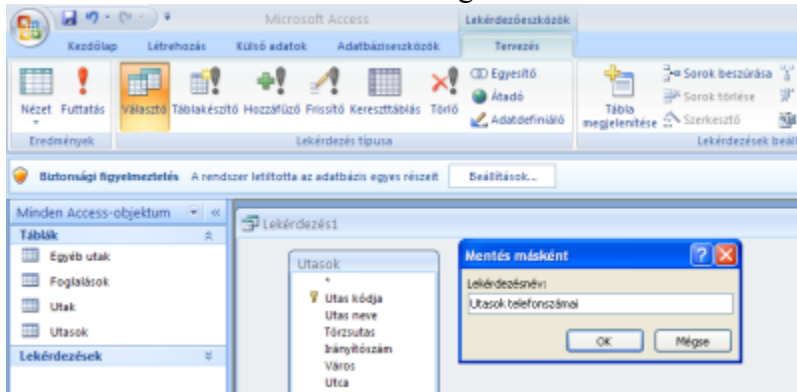 Microsoft Access
Lekérdezőeszközök
Kezdőlap Létrehozás Külső adatok Adatbáziseszközök Tervezés
Nézet Futtatás Választó Táblakészítő Hozzáfűző Frissítő Kereszttáblás Törlő
Egyesítő
Átadó
Adatdefiniáló
Tábla megjelenítése
Sorok beszúrása
Sorok törlése
Szerkesztő
Eredmények Lekérdezés típusa Lekérdezések beáll
Biztonsági figyelmeztetés A rendszer letiltotta az adatbázis egyes részeit Beállítások...
Minden Access-objektum
Táblák
Egyéb utak
Foglalások
Utak
Utasok
Lekérdezések
Lekérdezés1
Utasok
*
Utas kódja
Utas neve
Törzsutas
Irányítószám
Város
Utca
Mentés másként
Lekérdezésnév:
Utasok telefonszámai
OK Mégse